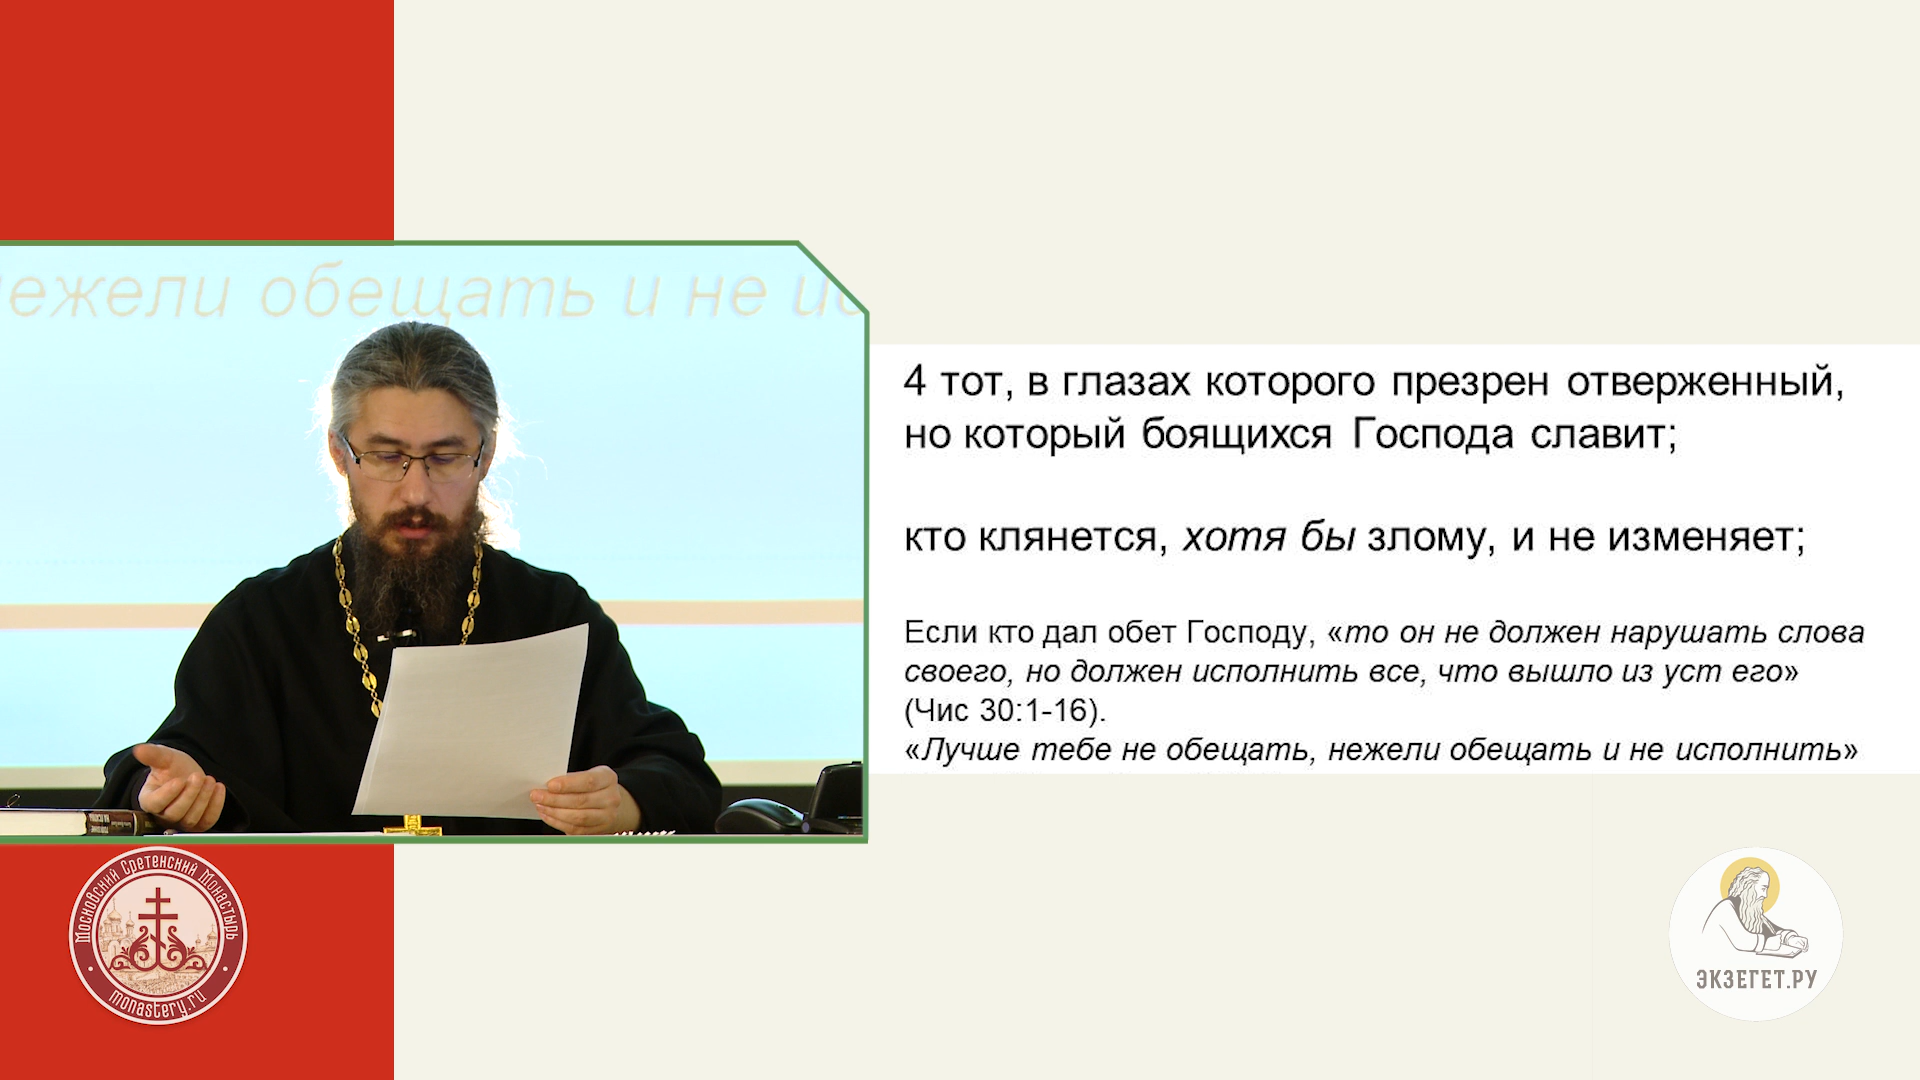 нежели обещать и не ис
4 тот, в глазах которого презрен отверженный,
но который боящихся Господа славит;
кто клянется, хотя бы злому, и не изменяет;
Если кто дал обет Господу, «то он не должен нарушать слова
своего, но должен исполнить все, что вышло из уст его»
(Чис 30:1-16).
«Лучше тебе не обещать, нежели обещать и не исполнить»
Московский Сретенский Монастырь
monastery.ru
ЭКЗЕГЕТ.РУ